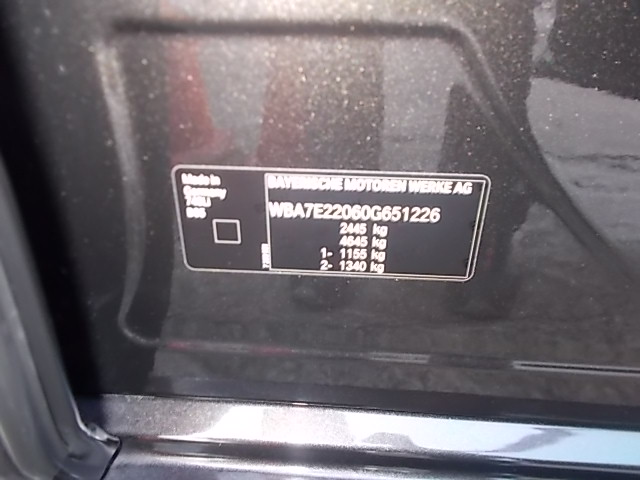 Made in
Germany
BAYERISCHE MOTOREN WERKE AG
WBA7E22060G651226
2445 kg
4645 kg
1- 1155 kg
2- 1340 kg